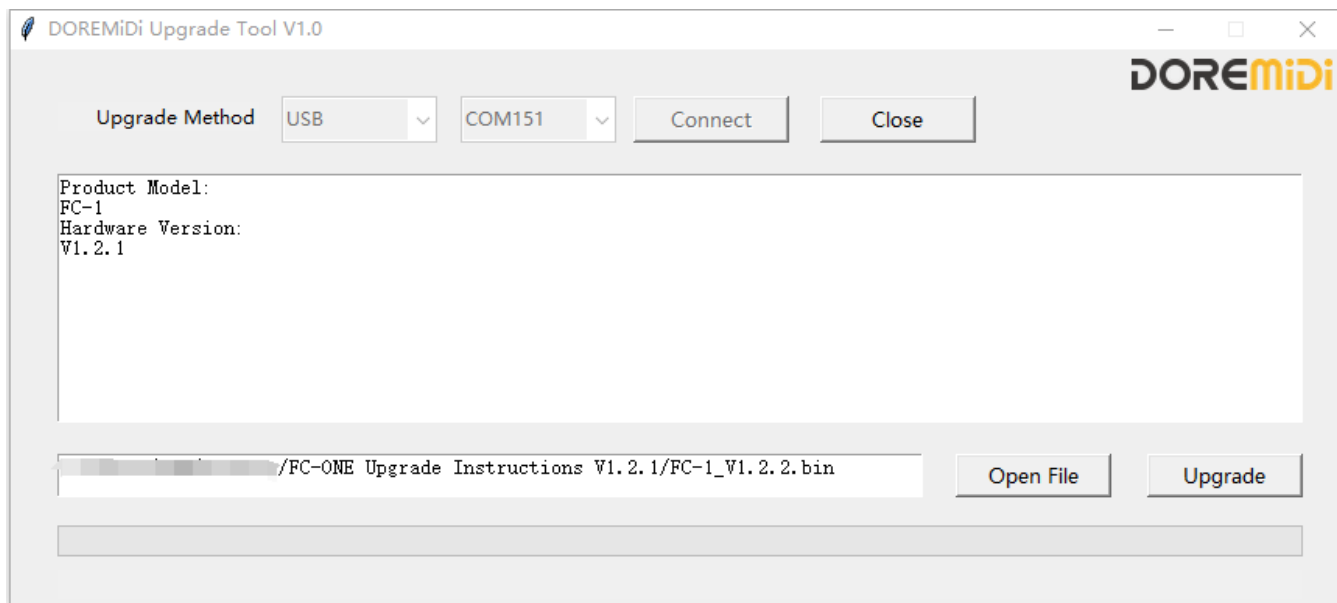 DOREMiDi Upgrade Tool V1.0
DOREMiDi
Upgrade Method USB COM151 Connect Close
Product Model:
FC-1
Hardware Version:
V1.2.1
/FC-ONE Upgrade Instructions V1.2.1/FC-1_V1.2.2.bin Open File Upgrade